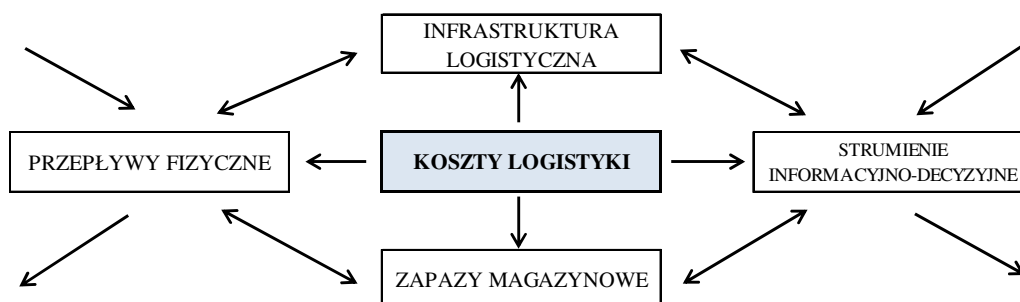 INFRASTRUKTURA
LOGISTYCZNA
PRZEPŁYWY FIZYCZNE
KOSZTY LOGISTYKI
STRUMIENIE
INFORMACYJNO-DECYZYJNE
ZAPAZY MAGAZYNOWE